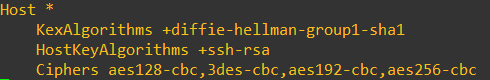 Host *
    KexAlgorithms +diffie-hellman-group1-sha1
    HostKeyAlgorithms +ssh-rsa
    Ciphers aes128-cbc,3des-cbc,aes192-cbc,aes256-cbc